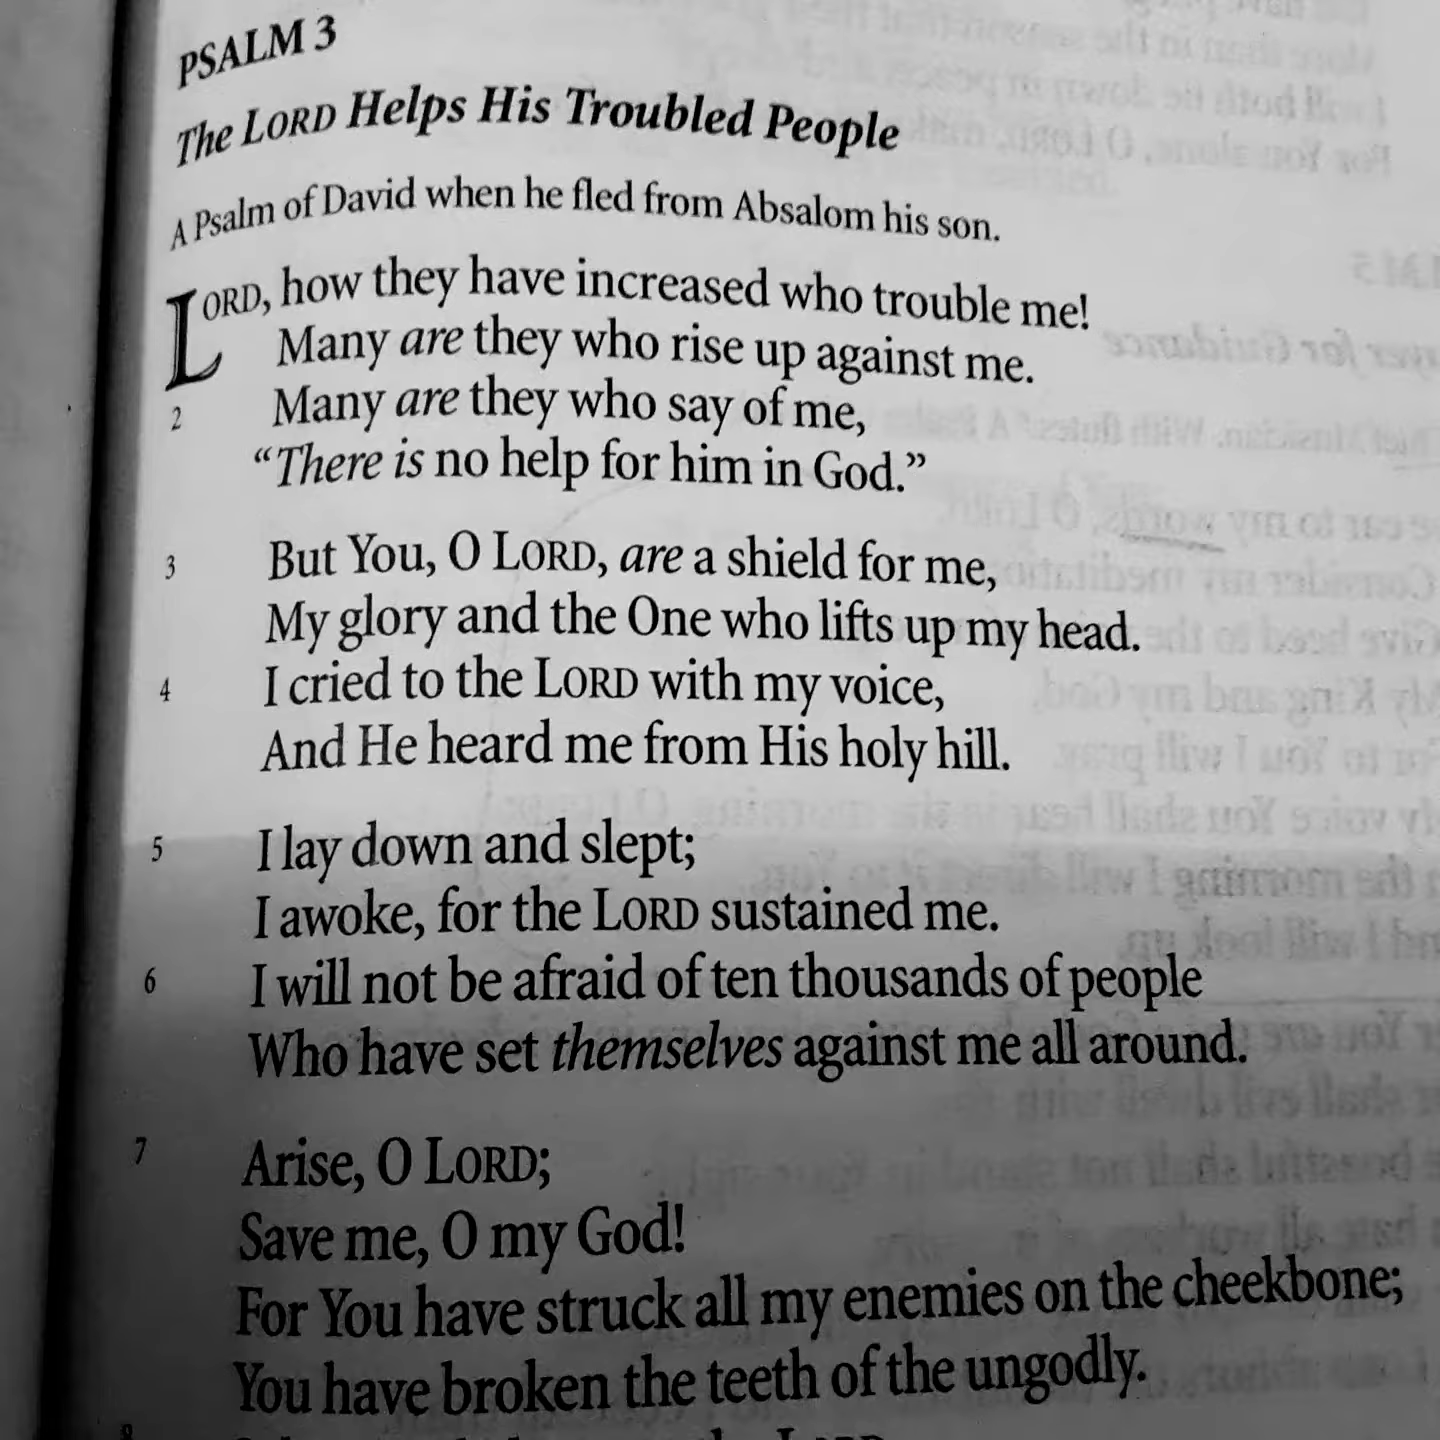 PSALM 3
The LORD Helps His Troubled People
A Psalm of David when he fled from Absalom his son.
LORD, how they have increased who trouble me!
Many are they who rise up against me.
2 Many are they who say of me,
“There is no help for him in God.”
3 But You, O LORD, are a shield for me,
My glory and the One who lifts up my head.
4 I cried to the LORD with my voice,
And He heard me from His holy hill.
5 I lay down and slept;
I awoke, for the LORD sustained me.
6 I will not be afraid of ten thousands of people
Who have set themselves against me all around.
7 Arise, O LORD;
Save me, O my God!
For You have struck all my enemies on the cheekbone;
You have broken the teeth of the ungodly.
8